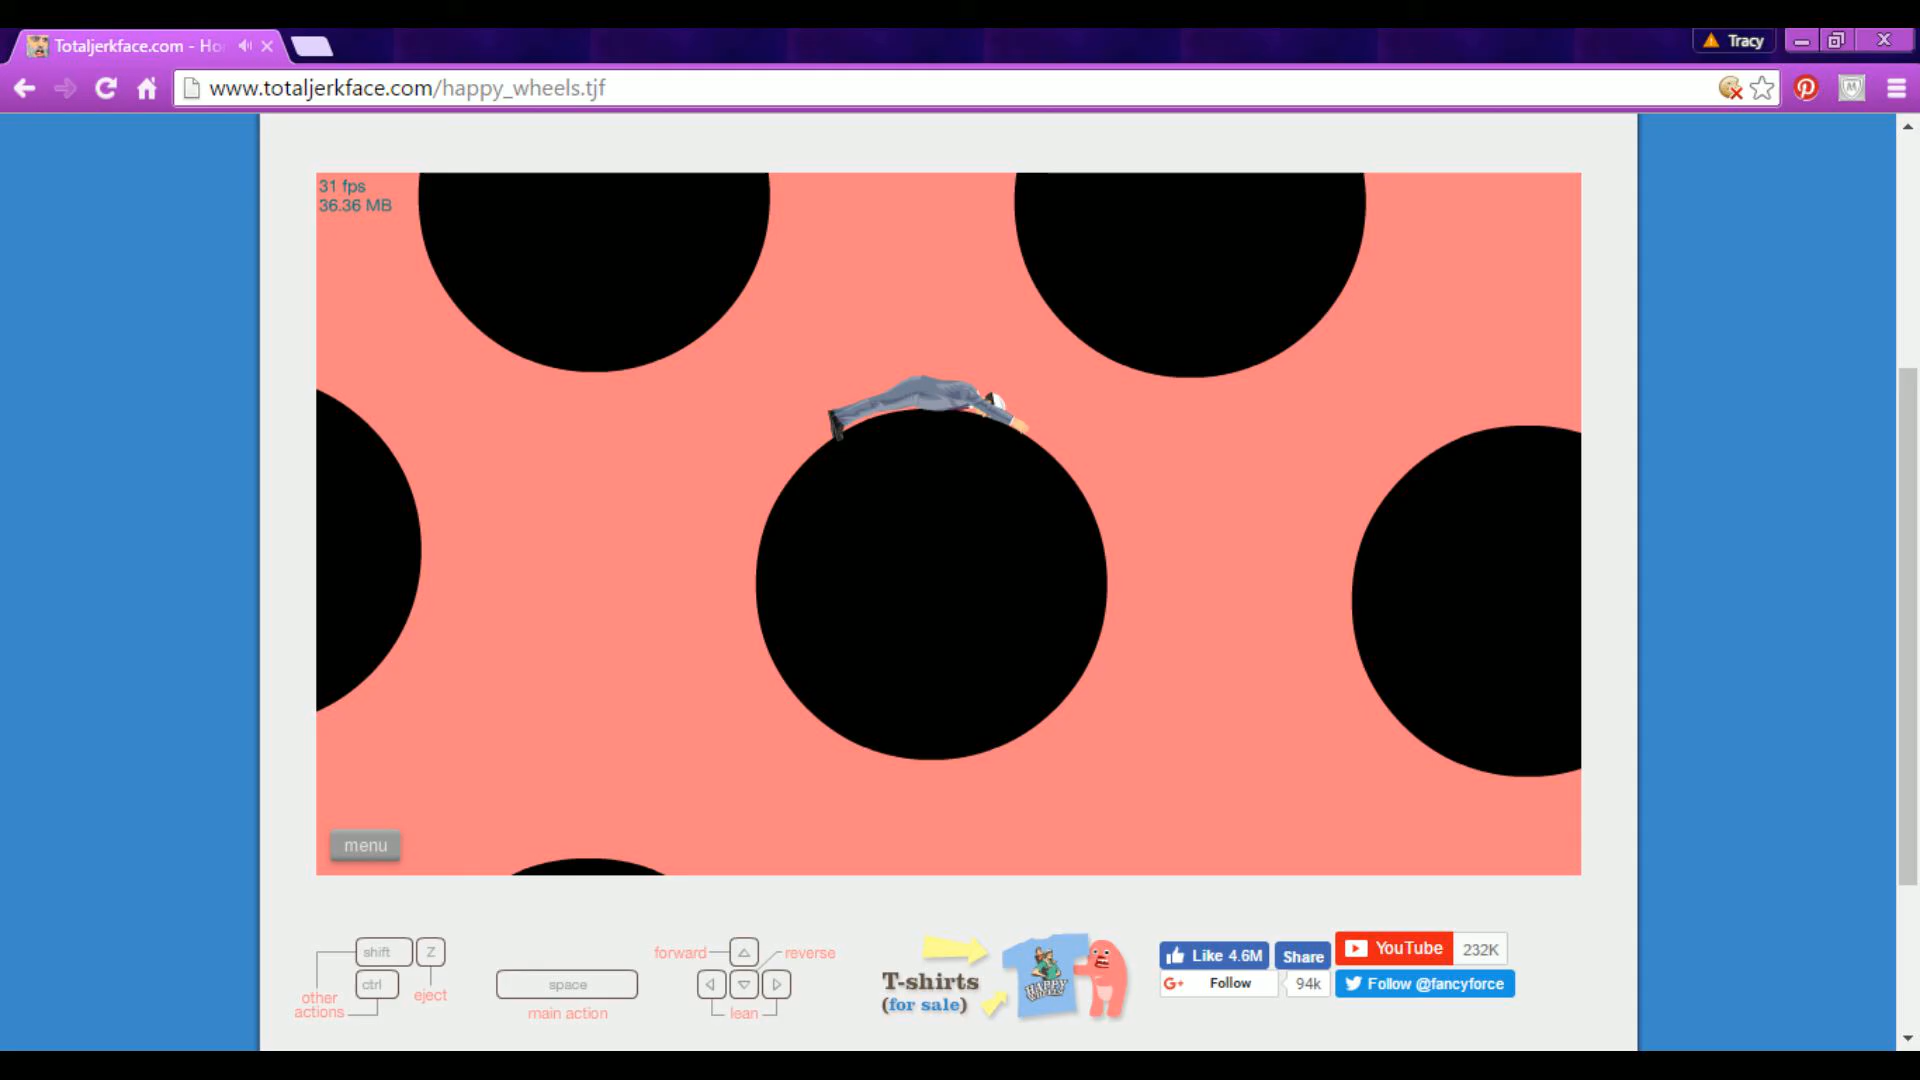 Totaljerkface.com - Ho
Tracy
www.totaljerkface.com/happy_wheels.tjf
31 fps
36.36 MB
menu
shift
Z
ctrl
other
actions
eject
space
main action
forward
reverse
lean
T-shirts
(for sale)
HAPPY
WHEELS
Like 4.6M
Share
G+ Follow
94k
YouTube
232K
Follow @fancyforce